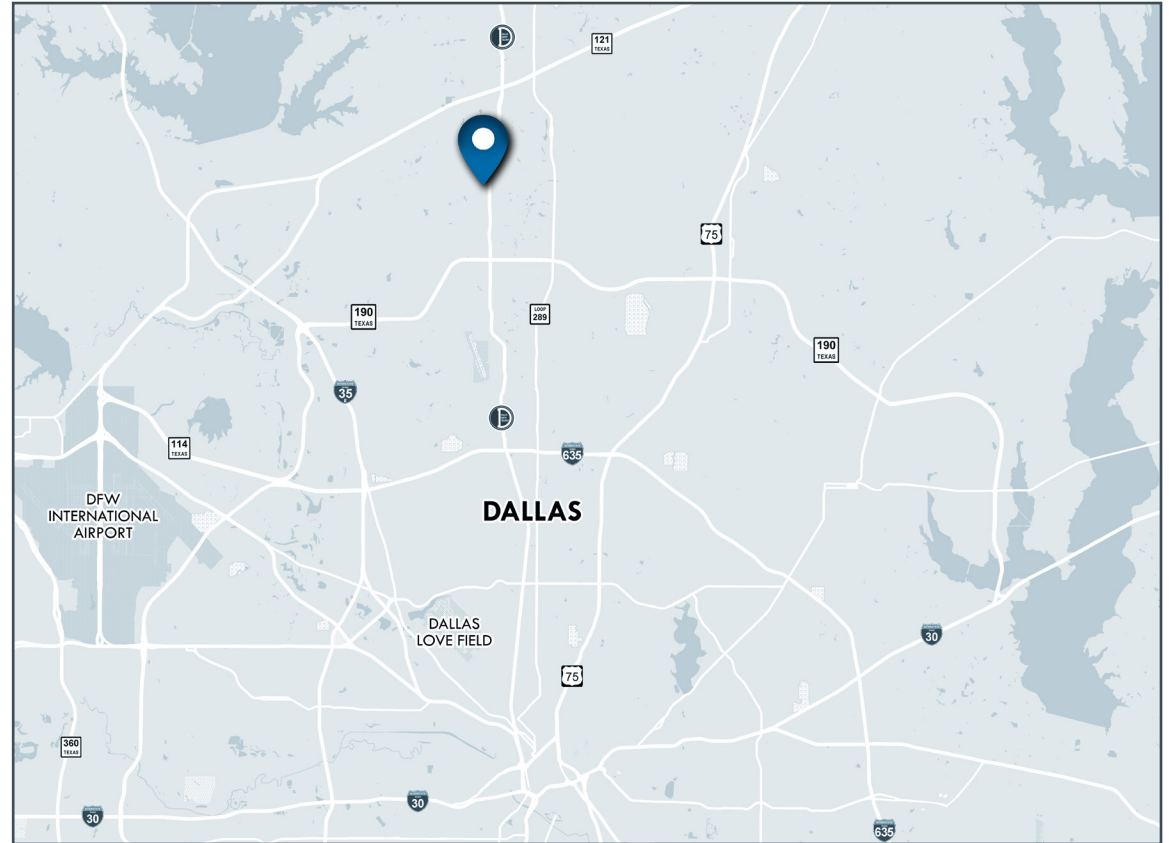 121
TEXAS
75
190
TEXAS
LOOP
289
190
TEXAS
35
114
TEXAS
635
DALLAS
DFW
INTERNATIONAL
AIRPORT
DALLAS
LOVE FIELD
30
75
360
TEXAS
30
30
635